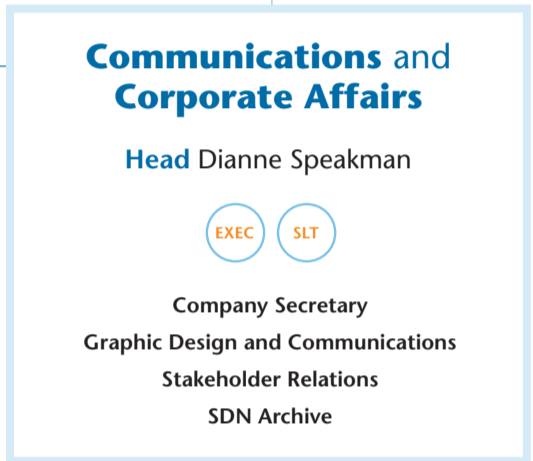 Communications and
Corporate Affairs
Head Dianne Speakman
EXEC SLT
Company Secretary
Graphic Design and Communications
Stakeholder Relations
SDN Archive